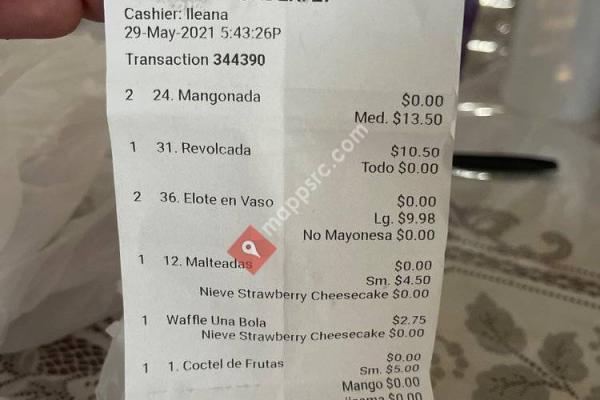 Cashier: Ileana
29-May-2021 5:43:26P
Transaction 344390
2 24. Mangonada $0.00
Med. $13.50
1 31. Revolcada $10.50
Todo $0.00
2 36. Elote en Vaso $0.00
Lg. $9.98
No Mayonesa $0.00
1 12. Malteadas $0.00
Sm. $4.50
Nieve Strawberry Cheesecake $0.00
1 Waffle Una Bola $2.75
Nieve Strawberry Cheesecake $0.00
1 1. Coctel de Frutas $0.00
Sm. $5.00
Mango $0.00
$0.00
mappsrc.com